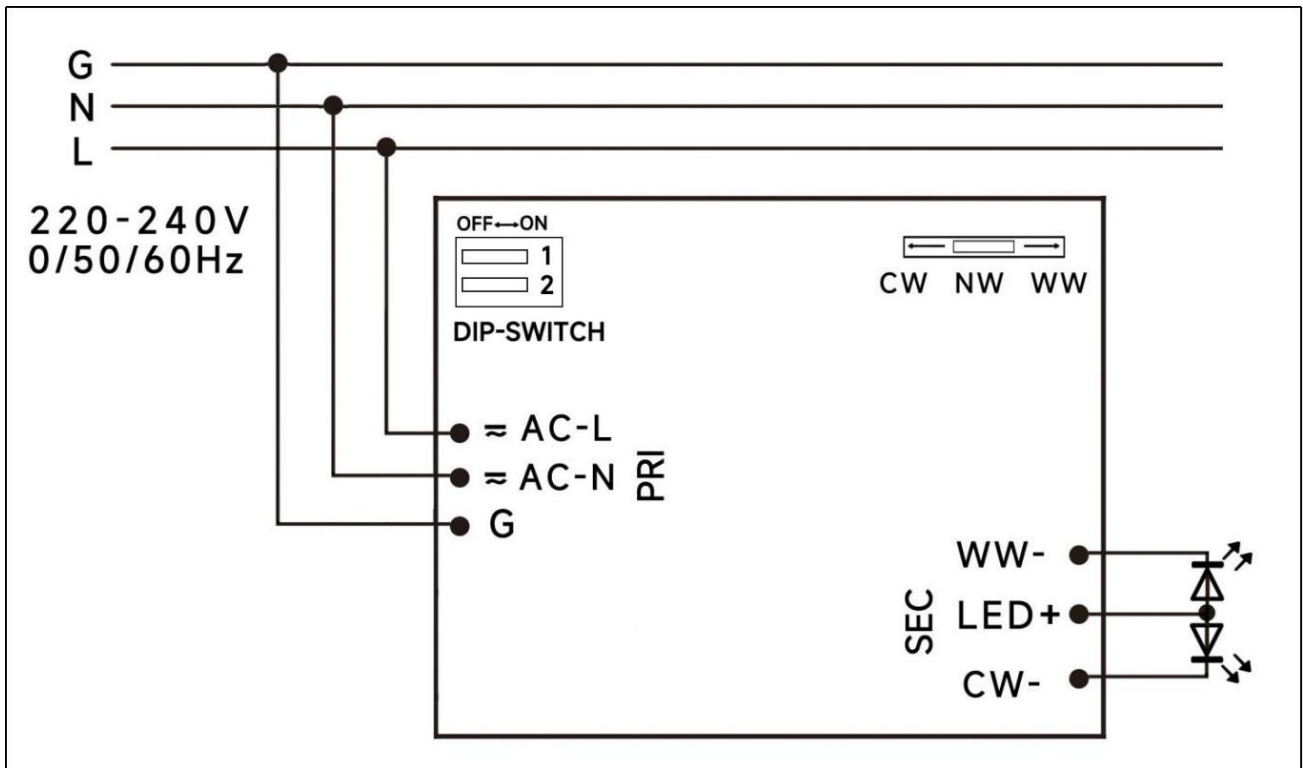 G
N
L
220-240V
0/50/60Hz
OFF↔ON
1
2
DIP-SWITCH
CW NW WW
≂ AC-L
≂ AC-N
PRI
G
WW-
SEC
LED+
CW-